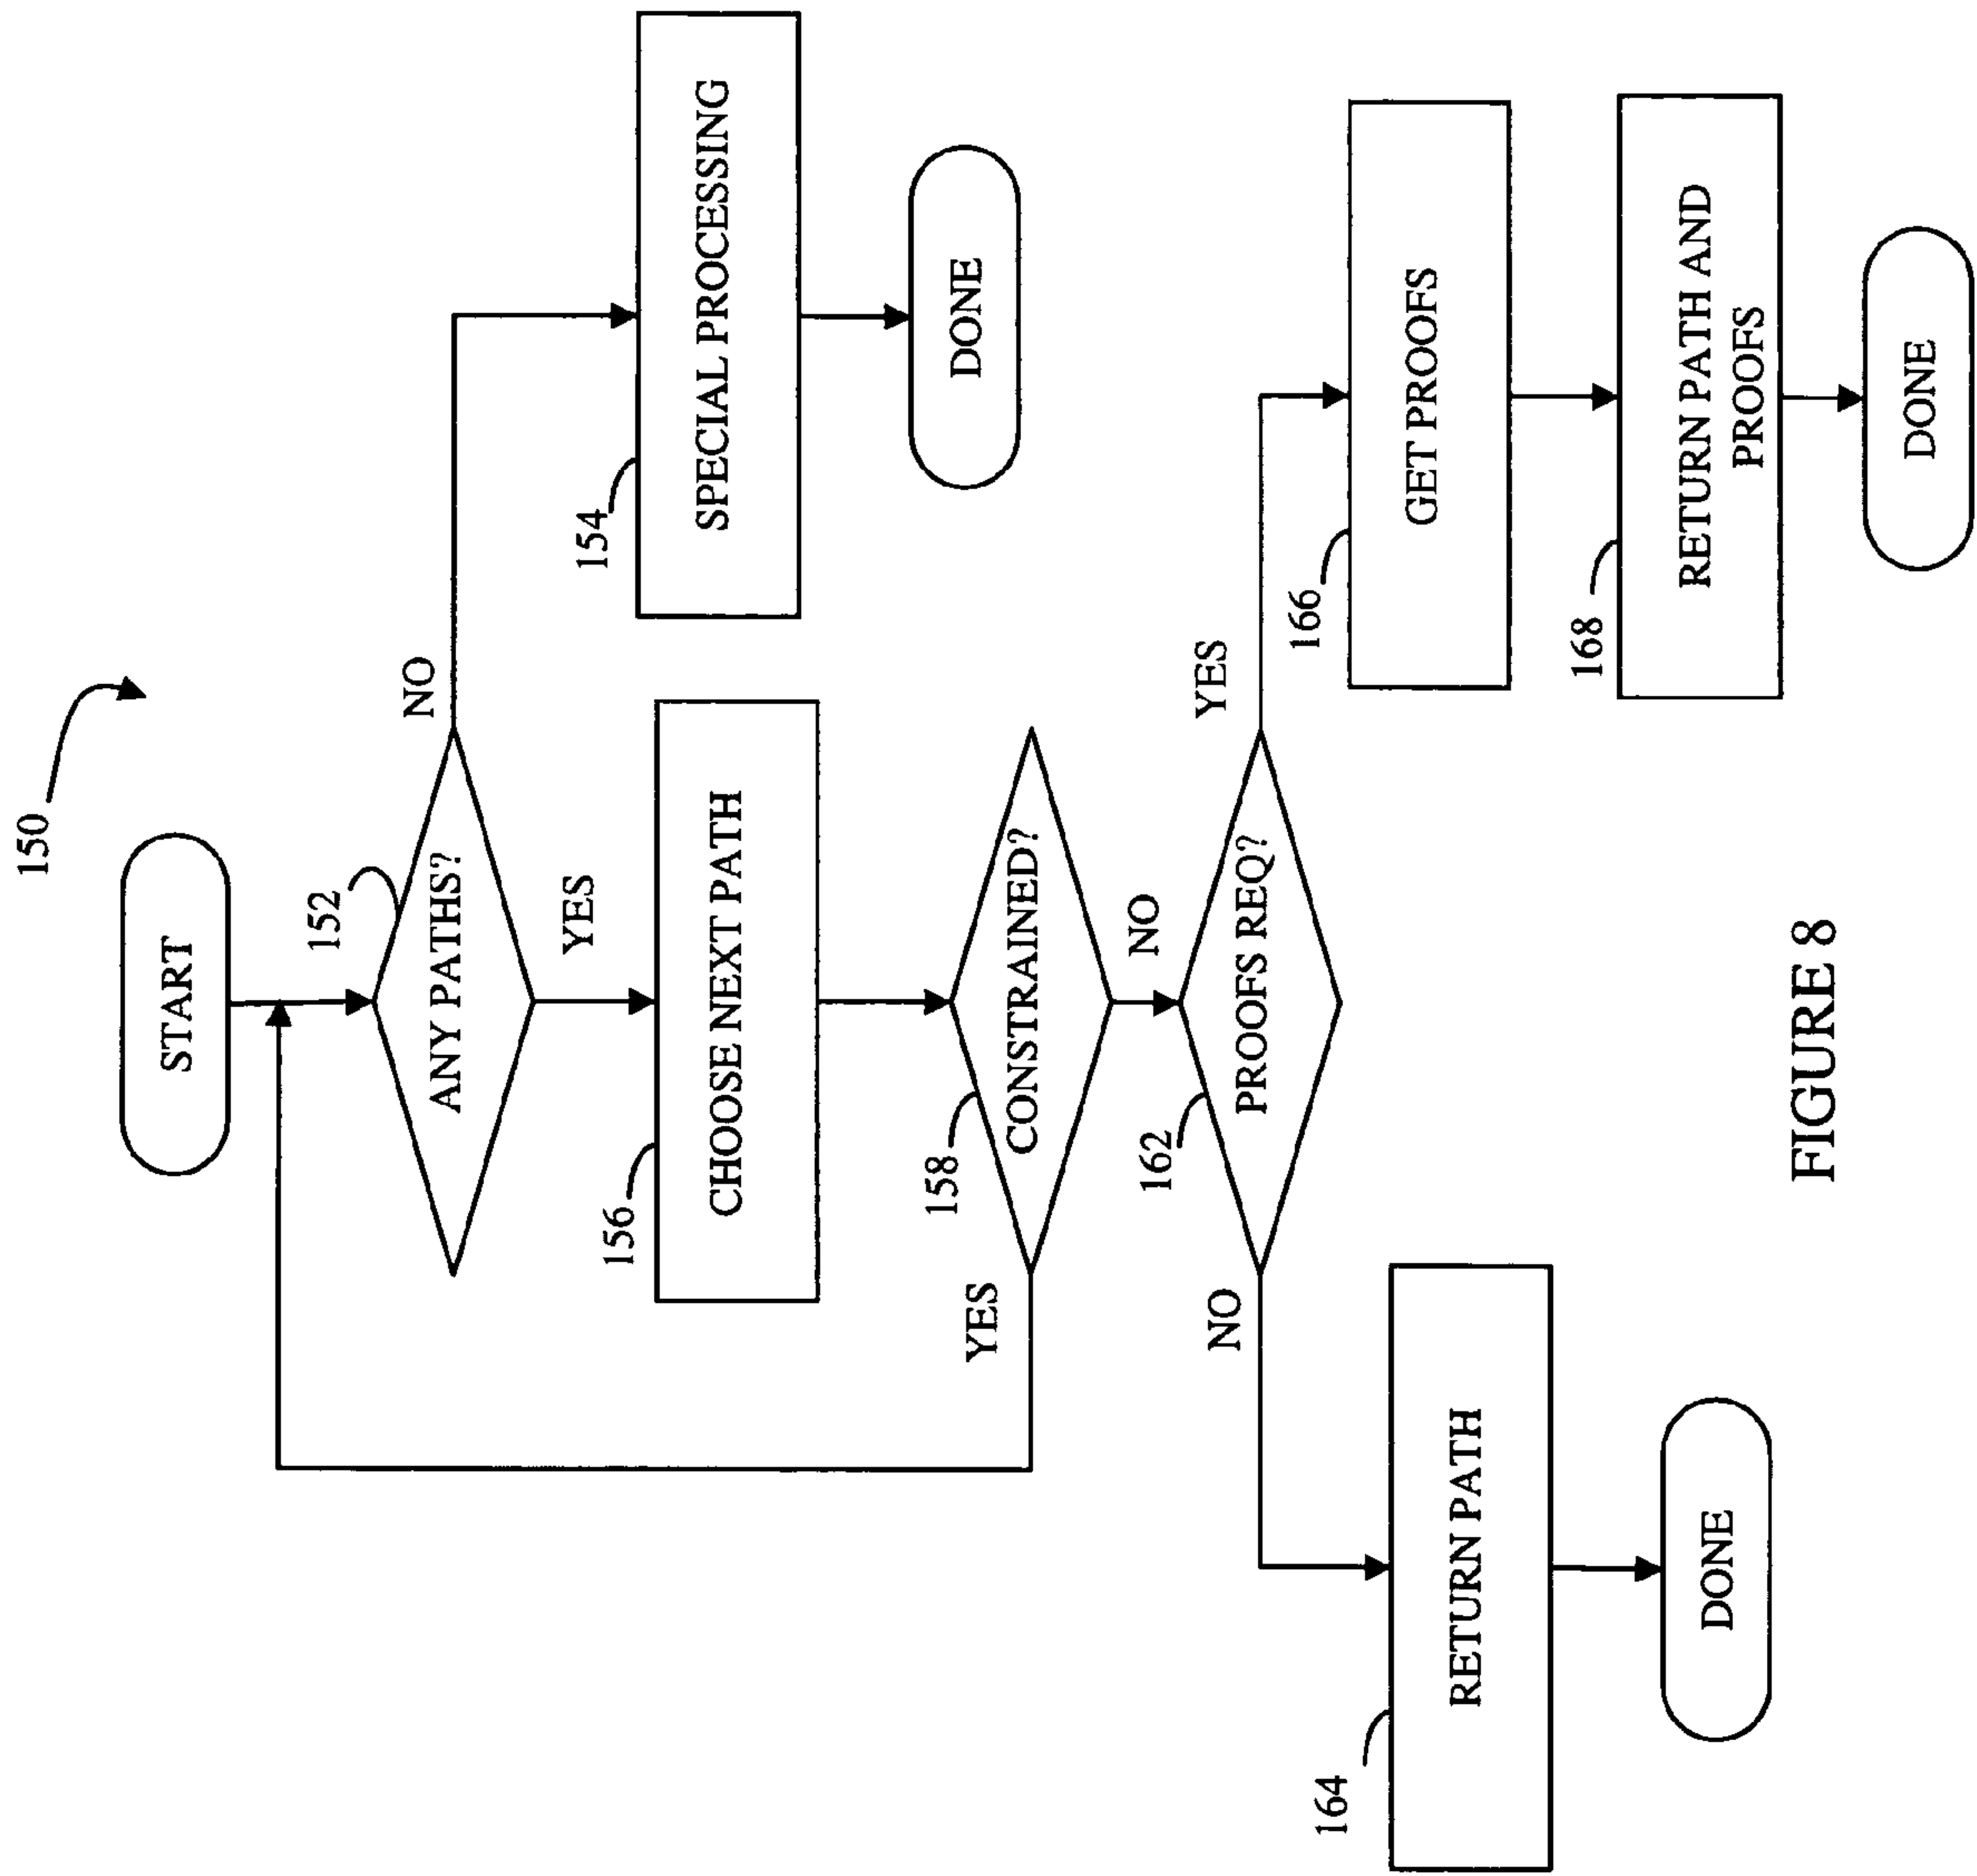 150
START
152
ANY PATHS?
NO
YES
154
SPECIAL PROCESSING
DONE
156
CHOOSE NEXT PATH
158
CONSTRAINED?
YES
NO
162
PROOFS REQ?
NO
YES
164
RETURN PATH
DONE
166
GET PROOFS
168
RETURN PATH AND
PROOFS
DONE
FIGURE 8